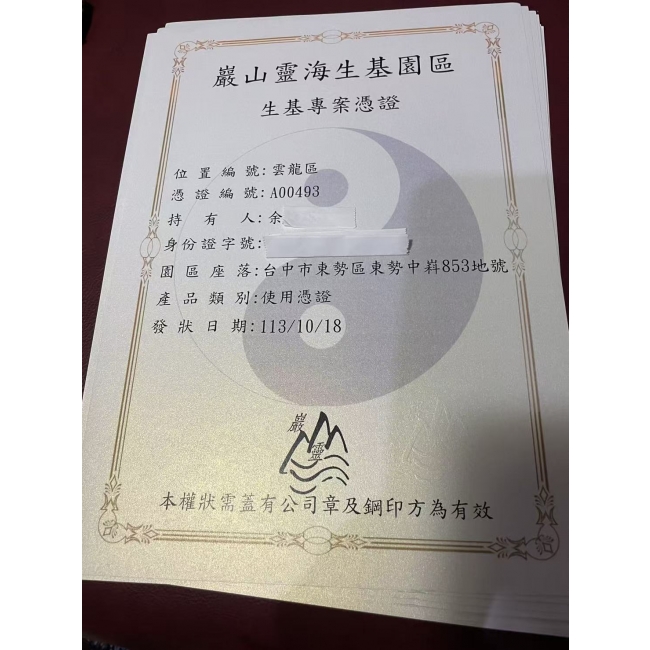 巖山靈海生基園區
生基專案憑證
位置編號:雲龍區
憑證編號:A00493
持有人:余
身份證字號:
園區座落:台中市東勢區東勢中嵙853地號
產品類別:使用憑證
發狀日期:113/10/18
巖
靈
本權狀需蓋有公司章及鋼印方為有效